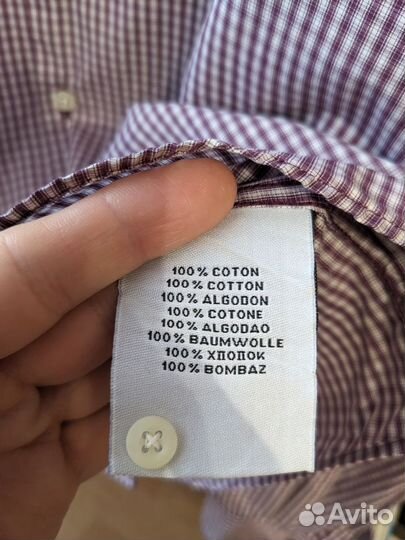 100% COTON
100% COTTON
100% ALGODON
100% COTONE
100% ALGODAO
100% BAUMWOLLE
100% ХЛОПОК
100% BOMBAZ
Avito